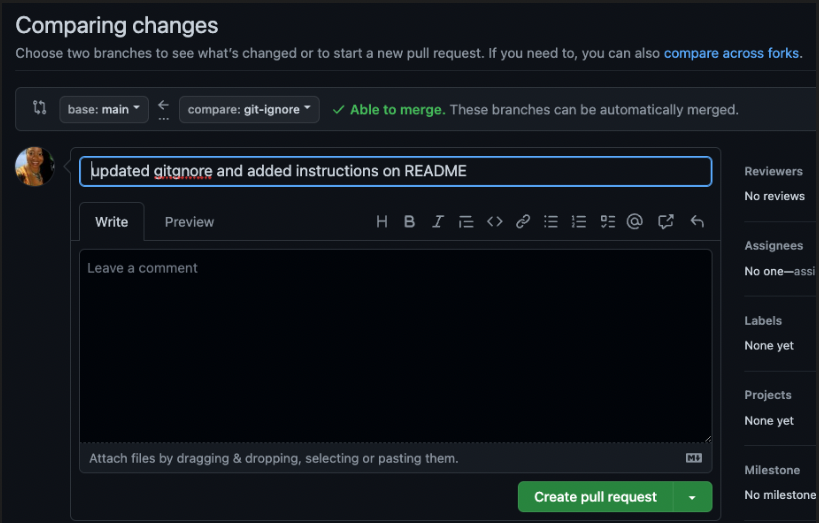 Comparing changes
Choose two branches to see what's changed or to start a new pull request. If you need to, you can also compare across forks.
base: main
...
compare: git-ignore
Able to merge. These branches can be automatically merged.
updated gitgnore and added instructions on README
Write
Preview
H B I
Leave a comment
Attach files by dragging & dropping, selecting or pasting them.
Create pull request
Reviewers
No reviews
Assignees
No one—assi
Labels
None yet
Projects
None yet
Milestone
No milestone